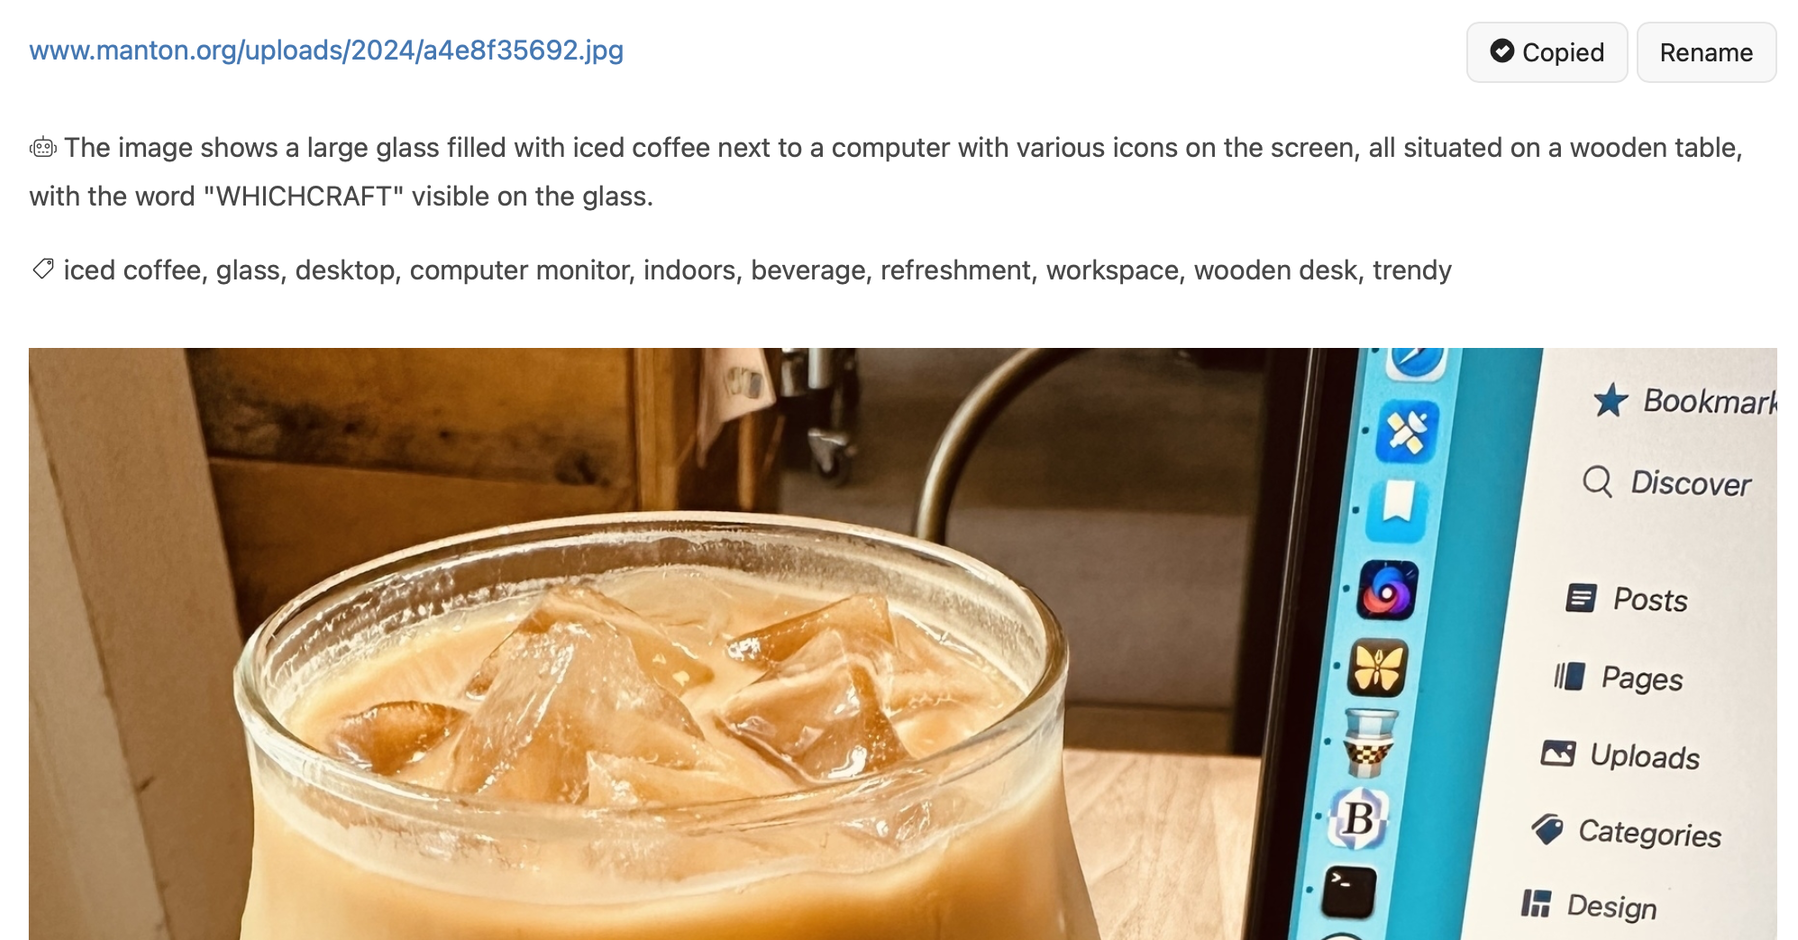 www.manton.org/uploads/2024/a4e8f35692.jpg
Copied
Rename
The image shows a large glass filled with iced coffee next to a computer with various icons on the screen, all situated on a wooden table,
with the word "WHICHCRAFT" visible on the glass.
iced coffee, glass, desktop, computer monitor, indoors, beverage, refreshment, workspace, wooden desk, trendy
Bookmark
Discover
Posts
Pages
Uploads
B
Categories
>_
Design